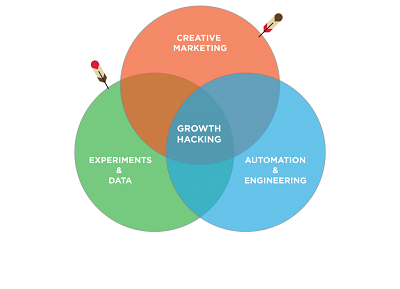 CREATIVE
MARKETING
GROWTH
HACKING
EXPERIMENTS
&
DATA
AUTOMATION
&
ENGINEERING